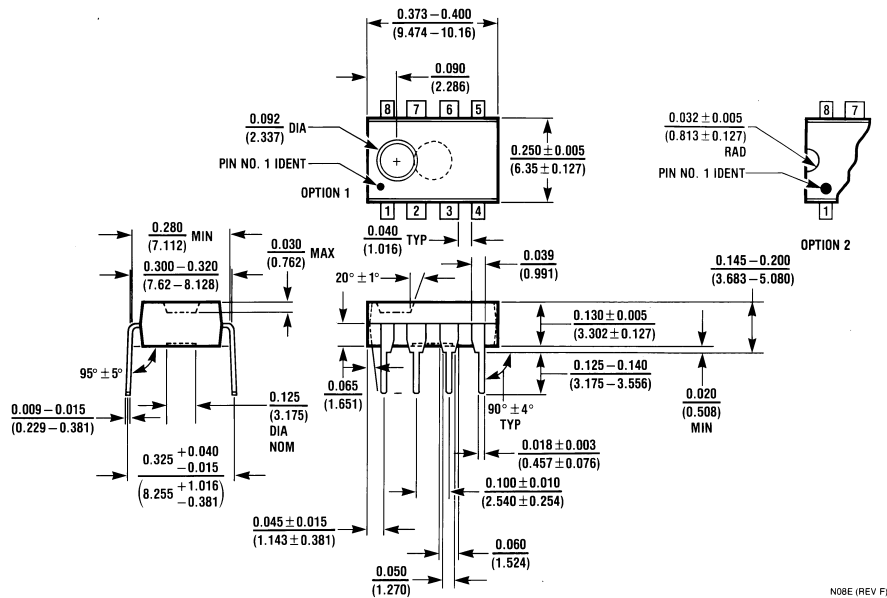 0.373–0.400
(9.474–10.16)
0.090
(2.286)
8 7 6 5
0.092
(2.337) DIA
PIN NO. 1 IDENT
OPTION 1
1 2 3 4
0.250 ± 0.005
(6.35 ± 0.127)
0.032 ± 0.005
(0.813 ± 0.127)
RAD
PIN NO. 1 IDENT
8 7
1
OPTION 2
0.280
(7.112) MIN
0.300–0.320
(7.62–8.128)
0.030
(0.762) MAX
0.040
(1.016) TYP
0.039
(0.991)
20° ± 1°
0.145–0.200
(3.683–5.080)
0.130 ± 0.005
(3.302 ± 0.127)
0.125–0.140
(3.175–3.556)
0.020
(0.508)
MIN
95° ± 5°
0.009–0.015
(0.229–0.381)
0.125
(3.175)
DIA
NOM
0.065
(1.651)
90° ± 4°
TYP
0.325 +0.040 −0.015
(8.255 +1.016 −0.381)
0.018 ± 0.003
(0.457 ± 0.076)
0.100 ± 0.010
(2.540 ± 0.254)
0.045 ± 0.015
(1.143 ± 0.381)
0.060
(1.524)
0.050
(1.270)
N08E (REV F)